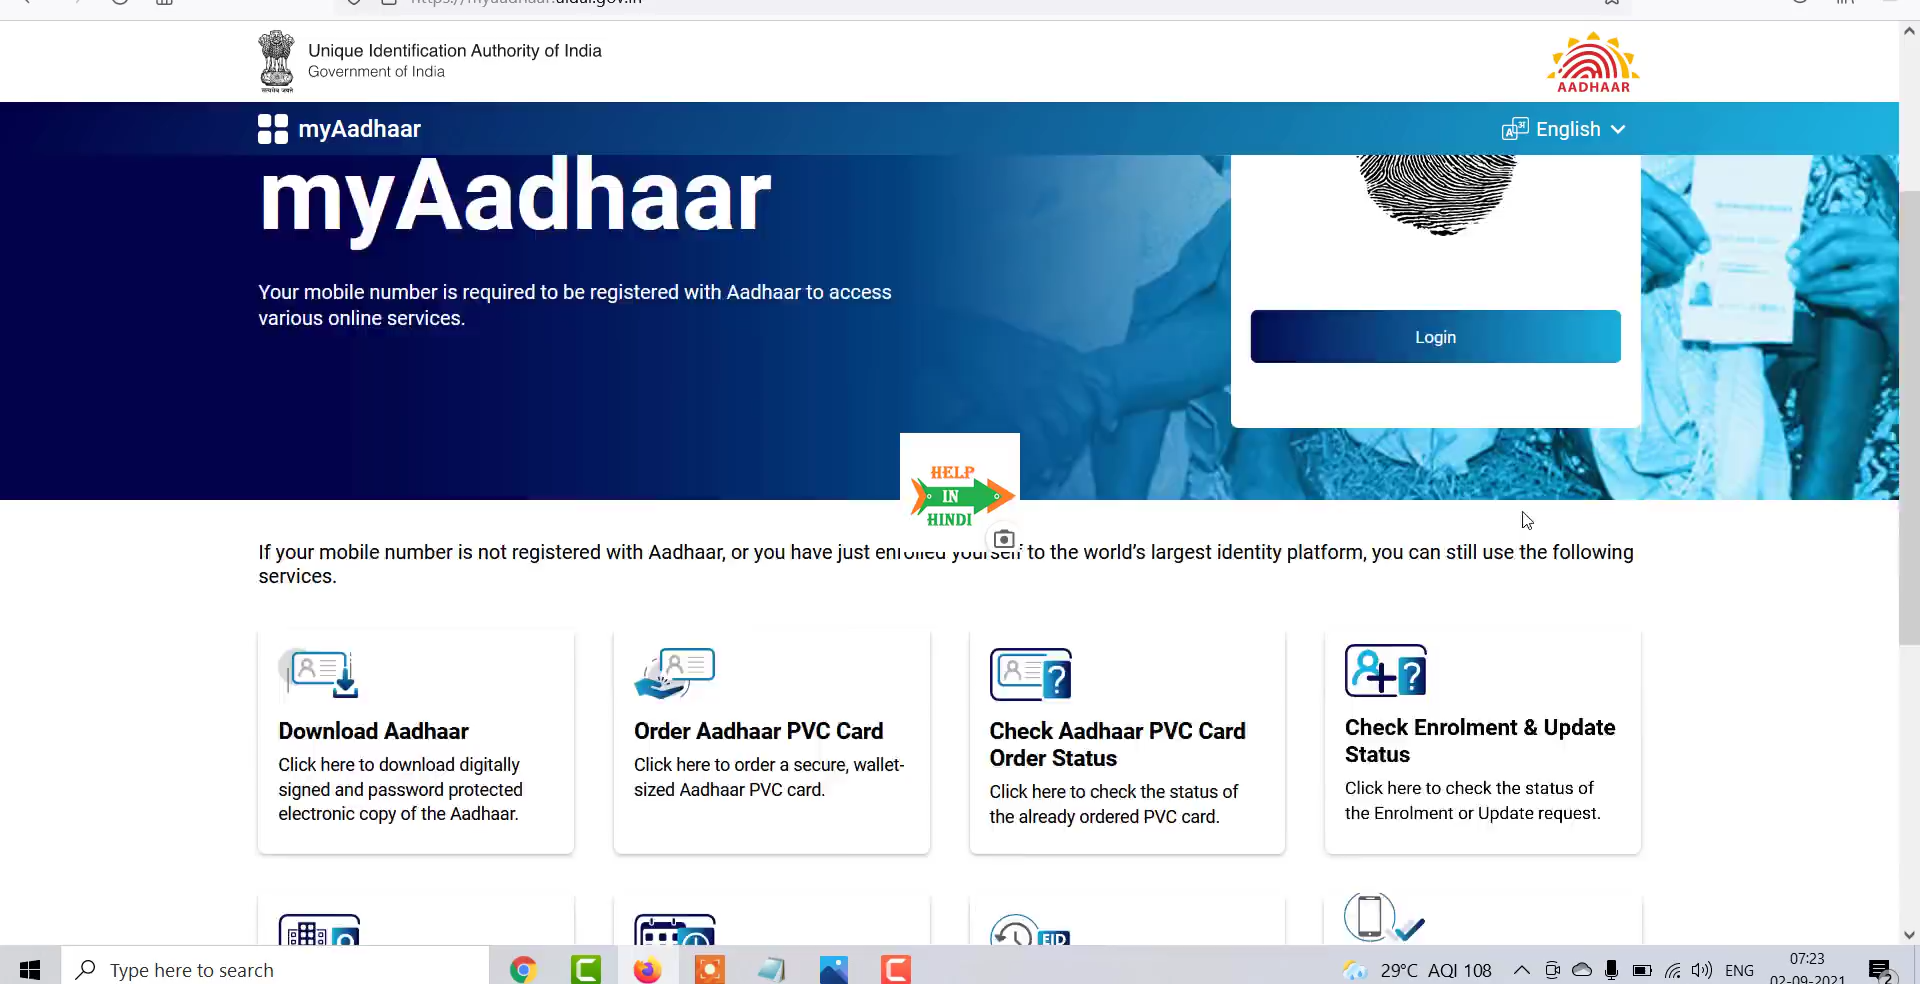 Unique Identification Authority of India
Government of India
AADHAAR
myAadhaar
English
myAadhaar
Your mobile number is required to be registered with Aadhaar to access
various online services.
Login
HELP
IN
HINDI
If your mobile number is not registered with Aadhaar, or you have just enrolled yourself to the world's largest identity platform, you can still use the following
services.
Download Aadhaar
Click here to download digitally
signed and password protected
electronic copy of the Aadhaar.
Order Aadhaar PVC Card
Click here to order a secure, wallet-
sized Aadhaar PVC card.
Check Aadhaar PVC Card
Order Status
Click here to check the status of
the already ordered PVC card.
Check Enrolment & Update
Status
Click here to check the status of
the Enrolment or Update request.
EID
Type here to search
29°C AQI 108
ENG
07:23
02-09-2021
2